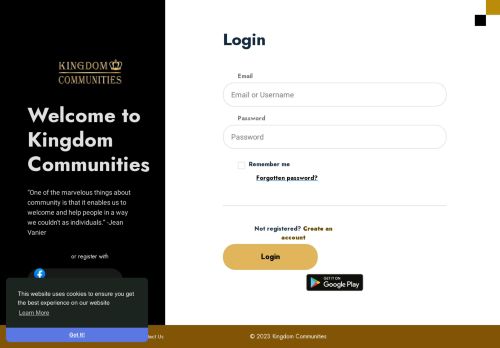 KINGDOM
COMMUNITIES
Welcome to
Kingdom
Communities
"One of the marvelous things about
community is that it enables us to
welcome and help people in a way
we couldn't as individuals." -Jean
Vanier
or register with
This website uses cookies to ensure you get
the best experience on our website
Learn More
Got It!
Login
Email
Email or Username
Password
Password
Remember me
Forgotten password?
Not registered? Create an
account
Login
GET IT ON
Google Play
© 2023 Kingdom Communities